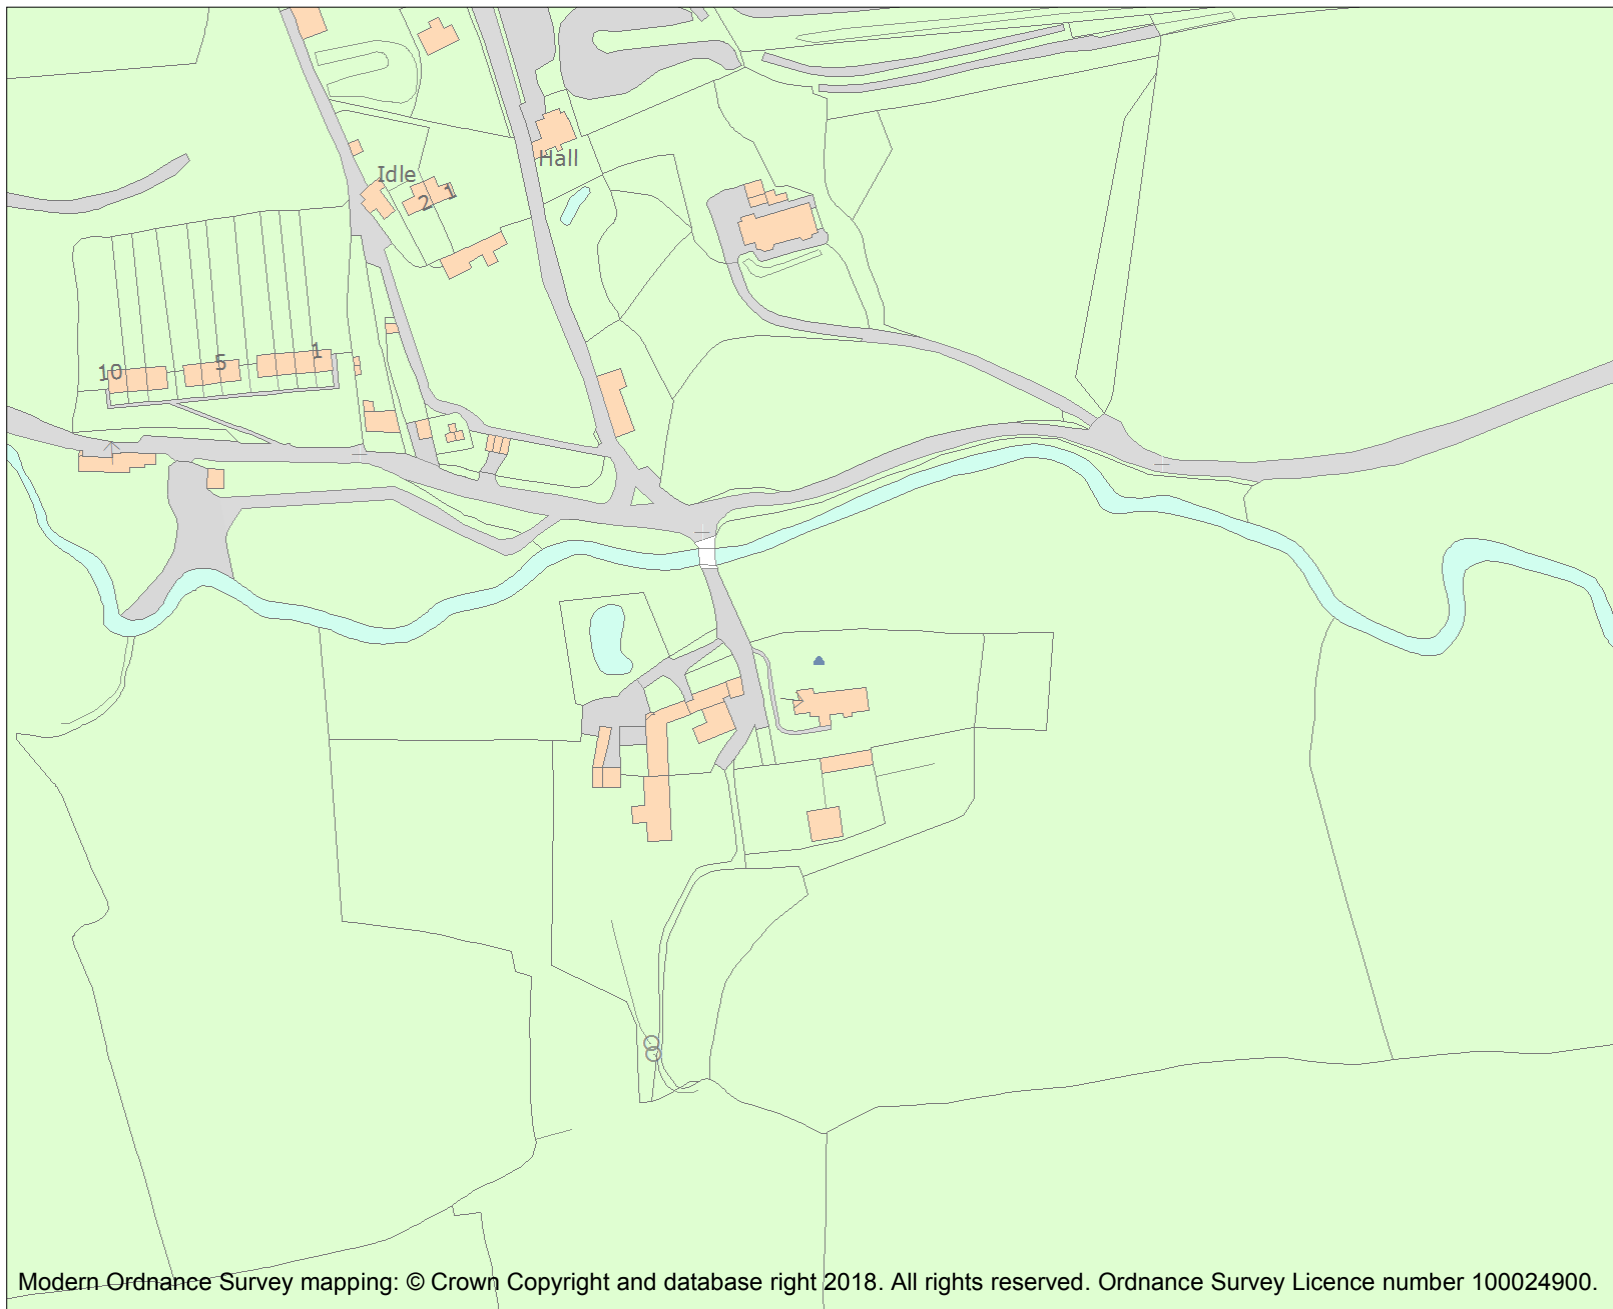 Hall
Idle
2 1
10 5 1
Modern Ordnance Survey mapping: © Crown Copyright and database right 2018. All rights reserved. Ordnance Survey Licence number 100024900.